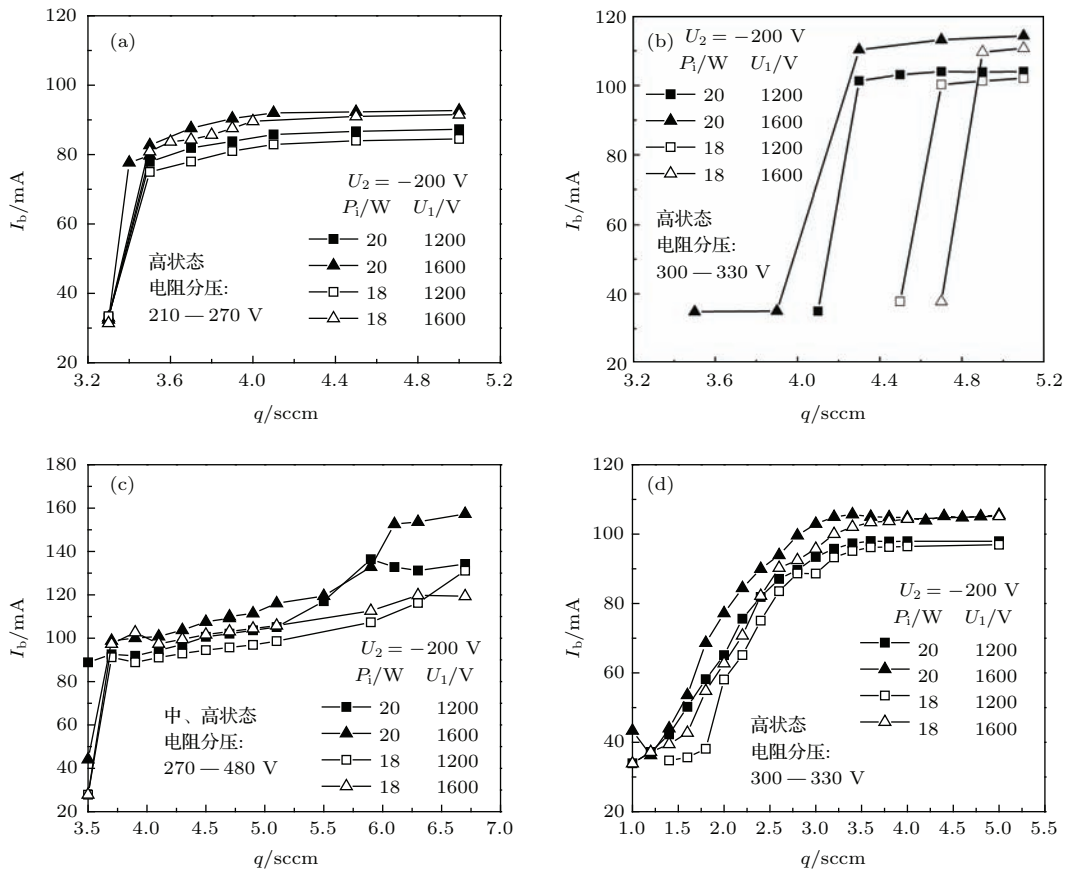 (a)
120
100
80
60
40
20
I_b/mA
U_2 = −200 V
P_i/W U_1/V
20 1200
20 1600
18 1200
18 1600
高状态
电阻分压:
210 — 270 V
3.2 3.6 4.0 4.4 4.8 5.2
q/sccm
(b)
120
100
80
60
40
20
I_b/mA
U_2 = −200 V
P_i/W U_1/V
20 1200
20 1600
18 1200
18 1600
高状态
电阻分压:
300 — 330 V
3.2 3.6 4.0 4.4 4.8 5.2
q/sccm
(c)
180
160
140
120
100
80
60
40
20
I_b/mA
U_2 = −200 V
P_i/W U_1/V
20 1200
20 1600
18 1200
18 1600
中、高状态
电阻分压:
270 — 480 V
3.5 4.0 4.5 5.0 5.5 6.0 6.5 7.0
q/sccm
(d)
120
100
80
60
40
20
I_b/mA
U_2 = −200 V
P_i/W U_1/V
20 1200
20 1600
18 1200
18 1600
高状态
电阻分压:
300 — 330 V
1.0 1.5 2.0 2.5 3.0 3.5 4.0 4.5 5.0 5.5
q/sccm